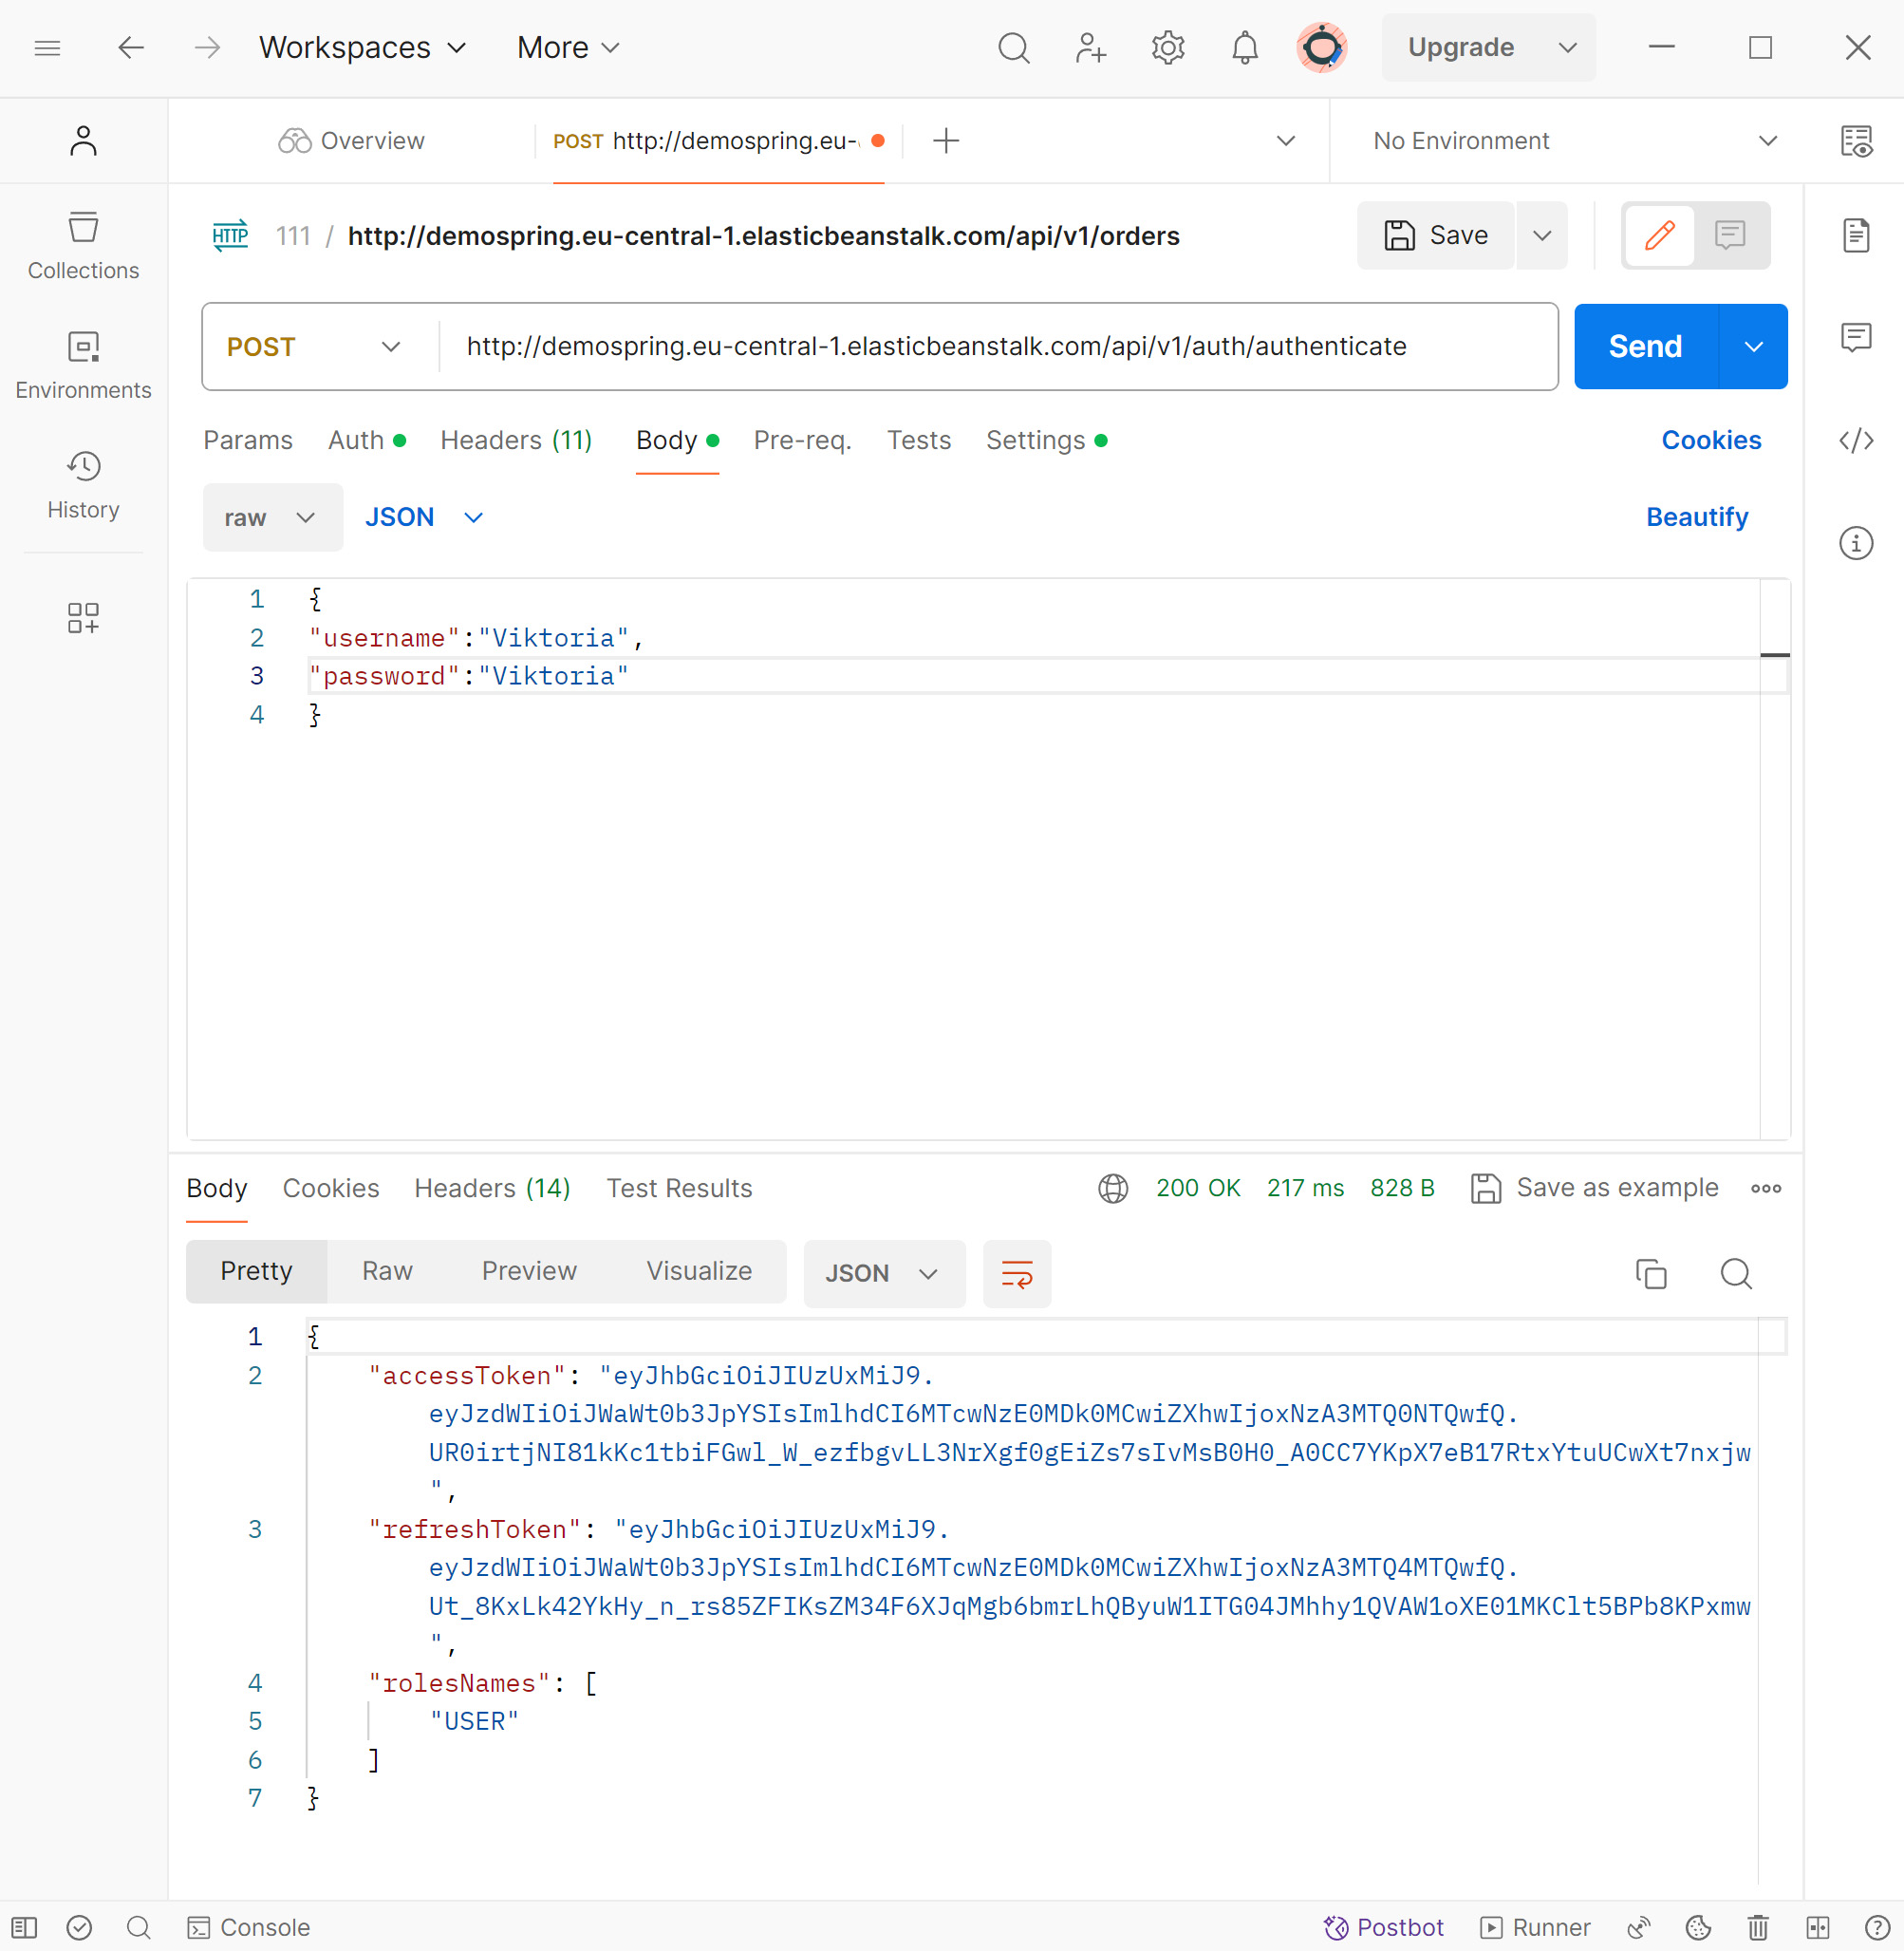 Workspaces More Upgrade
Overview POST http://demospring.eu- No Environment
Collections
Environments
History
HTTP 111 / http://demospring.eu-central-1.elasticbeanstalk.com/api/v1/orders Save
POST http://demospring.eu-central-1.elasticbeanstalk.com/api/v1/auth/authenticate Send
Params Auth Headers (11) Body Pre-req. Tests Settings Cookies
raw JSON Beautify
1 {
2 "username":"Viktoria",
3 "password":"Viktoria"
4 }
Body Cookies Headers (14) Test Results 200 OK 217 ms 828 B Save as example
Pretty Raw Preview Visualize JSON
1 {
2 "accessToken": "eyJhbGciOiJIUzUxMiJ9.
eyJzdWIiOiJWaWt0b3JpYSIsImlhdCI6MTcwNzE0MDk0MCwiZXhwIjoxNzA3MTQ0NTQwfQ.
UR0irtjNI81kKc1tbiFGwl_W_ezfbgvLL3NrXgf0gEiZs7sIvMsB0H0_A0CC7YKpX7eB17RtxYtuUCwXt7nxjw
",
3 "refreshToken": "eyJhbGciOiJIUzUxMiJ9.
eyJzdWIiOiJWaWt0b3JpYSIsImlhdCI6MTcwNzE0MDk0MCwiZXhwIjoxNzA3MTQ4MTQwfQ.
Ut_8KxLk42YkHy_n_rs85ZFIKsZM34F6XJqMgb6bmrLhQByuW1ITG04JMhhy1QVAW1oXE01MKClt5BPb8KPxmw
",
4 "rolesNames": [
5 "USER"
6 ]
7 }
Console Postbot Runner